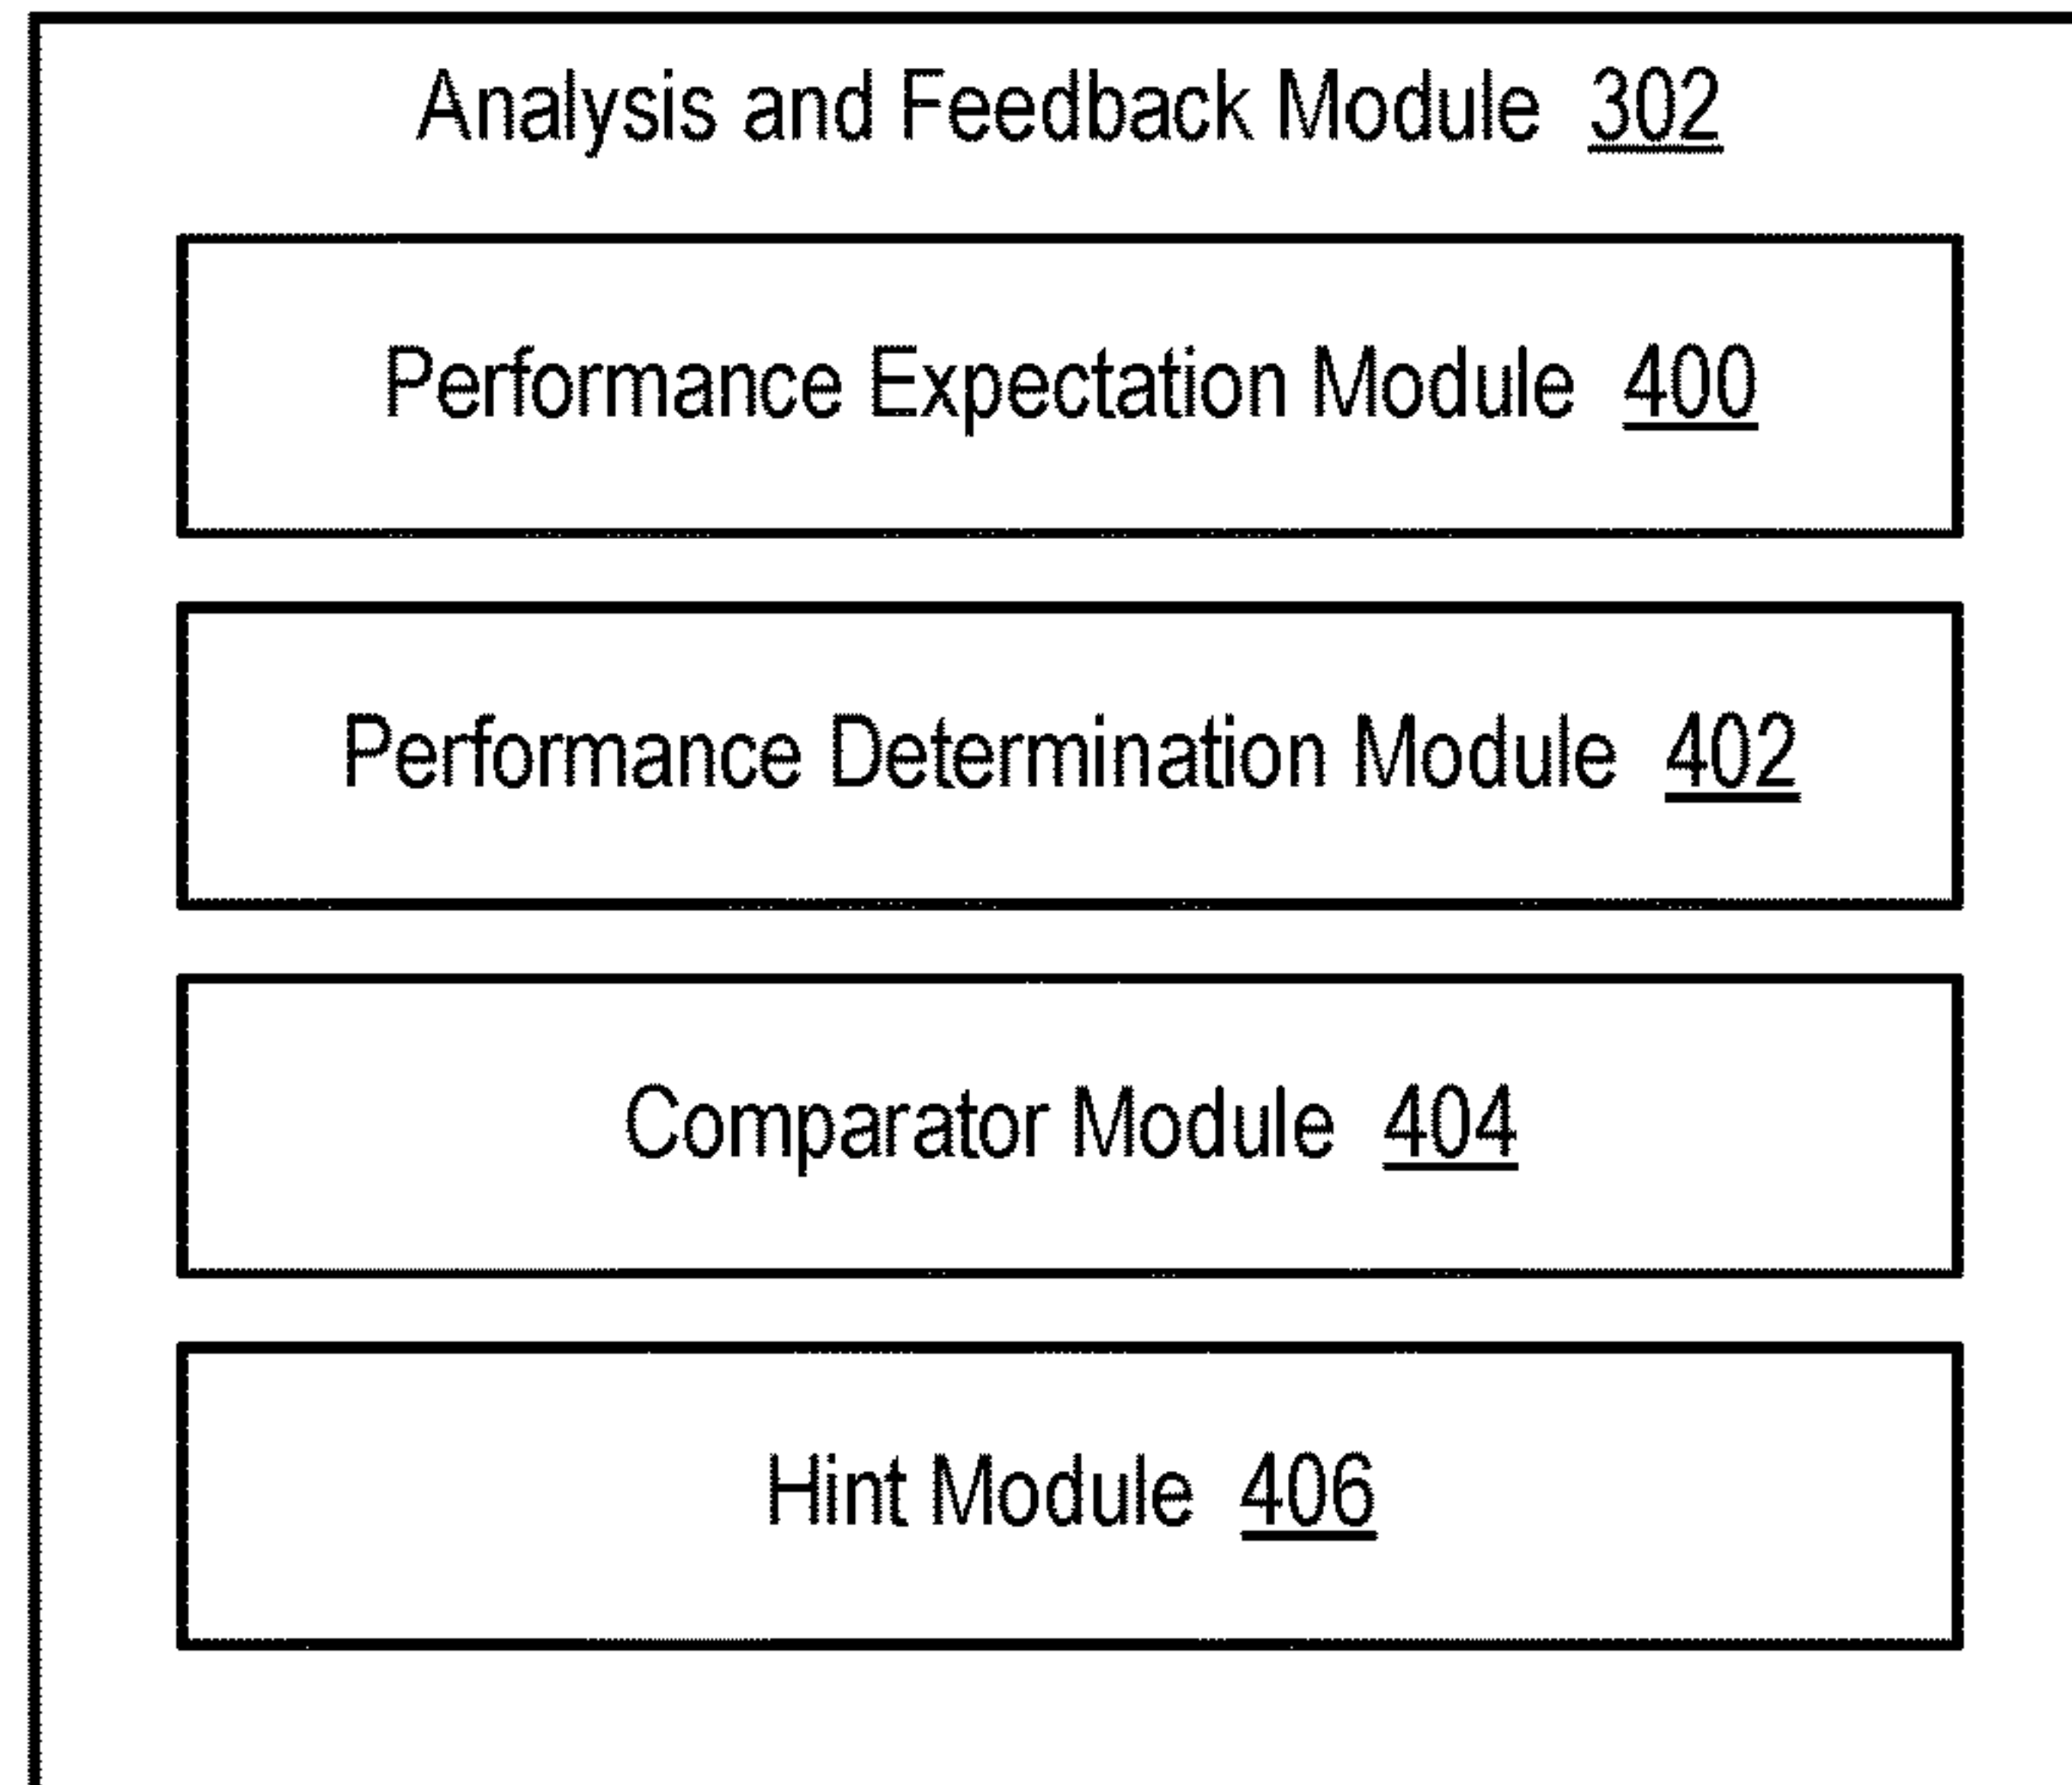 Analysis and Feedback Module 302
Performance Expectation Module 400
Performance Determination Module 402
Comparator Module 404
Hint Module 406